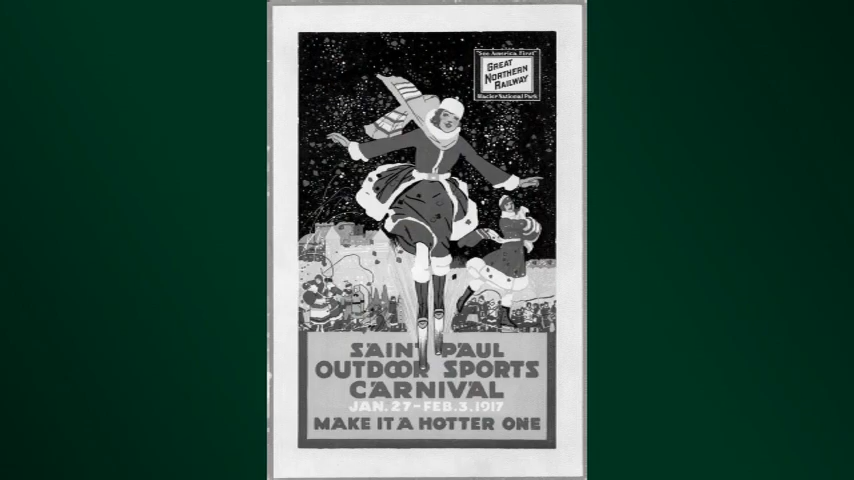 "See America First"
GREAT
NORTHERN
RAILWAY
Glacier National Park
SAINT PAUL
OUTDOOR SPORTS
CARNIVAL
JAN. 27-FEB. 3. 1917
MAKE IT A HOTTER ONE